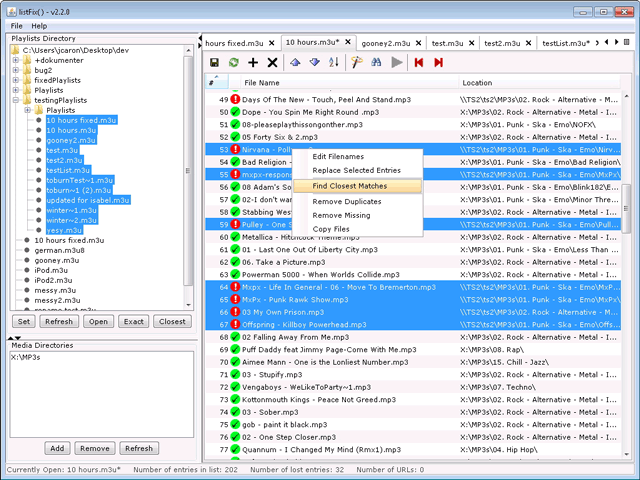 listFix() - v2.2.0
File Help
Playlists Directory
C:\Users\jcaron\Desktop\dev
+dokumenter
bug2
fixedPlaylists
Playlists
testingPlaylists
Playlists
10 hours fixed.m3u
10 hours.m3u
gooney2.m3u
test.m3u
test2.m3u
testList.m3u
toburnTest~1.m3u
toburn~1 (2).m3u
updated for isabel.m3u
winter~1.m3u
winter~2.m3u
yesy.m3u
10 hours fixed.m3u
german.m3u8
gooney.m3u
iPod.m3u
iPod2.m3u
messy.m3u
messy2.m3u
Set Refresh Open Exact Closest
Media Directories
X:\MP3s
Add Remove Refresh
hours fixed.m3u 10 hours.m3u* gooney2.m3u test.m3u test2.m3u testList.m3u*
# File Name Location
49 Days Of The New - Touch, Peel And Stand.mp3 \\TS2\ts2\MP3s\02. Rock - Alternative - M...
50 Dope - You Spin Me Right Round .mp3 X:\MP3s\02. Rock - Alternative - Metal - I...
51 08-pleaseplaythissongonther.mp3 X:\MP3s\01. Punk - Ska - Emo\NOFX\
52 05 Forty Six & 2.mp3 X:\MP3s\02. Rock - Alternative - Metal - I...
53 Nirvana - Poll \\TS2\ts2\MP3s\01. Punk - Ska - Emo\Nirv...
54 Bad Religion - X:\MP3s\01. Punk - Ska - Emo\Bad Religion\
55 mxpx-respon \\TS2\ts2\MP3s\01. Punk - Ska - Emo\MxP...
56 08 Adam's So X:\MP3s\01. Punk - Ska - Emo\Blink182\E...
57 02-I don't wan X:\MP3s\01. Punk - Ska - Emo\Minor Thre...
58 Stabbing West X:\MP3s\02. Rock - Alternative - Metal - I...
59 Pulley - One S \\TS2\ts2\MP3s\01. Punk - Ska - Emo\Pull...
60 Metallica - Hitchcock Theme.mp3 X:\MP3s\02. Rock - Alternative - Metal - I...
61 01 - Last One Out Of Liberty City.mp3 X:\MP3s\01. Punk - Ska - Emo\Less Than ...
62 06. Take a Picture.mp3 X:\MP3s\02. Rock - Alternative - Metal - I...
63 Powerman 5000 - When Worlds Collide.mp3 X:\MP3s\02. Rock - Alternative - Metal - I...
64 Mxpx - Life In General - 06 - Move To Bremerton.mp3 \\TS2\ts2\MP3s\01. Punk - Ska - Emo\MxP...
65 MxPx - Punk Rawk Show.mp3 \\TS2\ts2\MP3s\01. Punk - Ska - Emo\MxP...
66 03 My Own Prison.mp3 \\TS2\ts2\MP3s\02. Rock - Alternative - M...
67 Offspring - Killboy Powerhead.mp3 \\TS2\ts2\MP3s\01. Punk - Ska - Emo\Offs...
68 02 Falling Away From Me.mp3 X:\MP3s\02. Rock - Alternative - Metal - I...
69 Puff Daddy feat Jimmy Page-Come With Me.mp3 X:\MP3s\08. Rap\
70 Aimee Mann - One is the Lonliest Number.mp3 X:\MP3s\15. Chill - Jazz\
71 03 - Stupify.mp3 X:\MP3s\02. Rock - Alternative - Metal - I...
72 Vengaboys - WeLikeToParty~1.mp3 X:\MP3s\07. Techno\
73 Kottonmouth Kings - Peace Not Greed.mp3 X:\MP3s\02. Rock - Alternative - Metal - I...
74 03 - Sober.mp3 X:\MP3s\02. Rock - Alternative - Metal - I...
75 gob - paint it black.mp3 X:\MP3s\02. Rock - Alternative - Metal - I...
76 02 - One Step Closer.mp3 X:\MP3s\02. Rock - Alternative - Metal - I...
77 Quannum - I Changed My Mind (Rmx1).mp3 X:\MP3s\04. Hip Hop\
Edit Filenames
Replace Selected Entries
Find Closest Matches
Remove Duplicates
Remove Missing
Copy Files
Currently Open: 10 hours.m3u* Number of entries in list: 202 Number of lost entries: 32 Number of URLs: 0